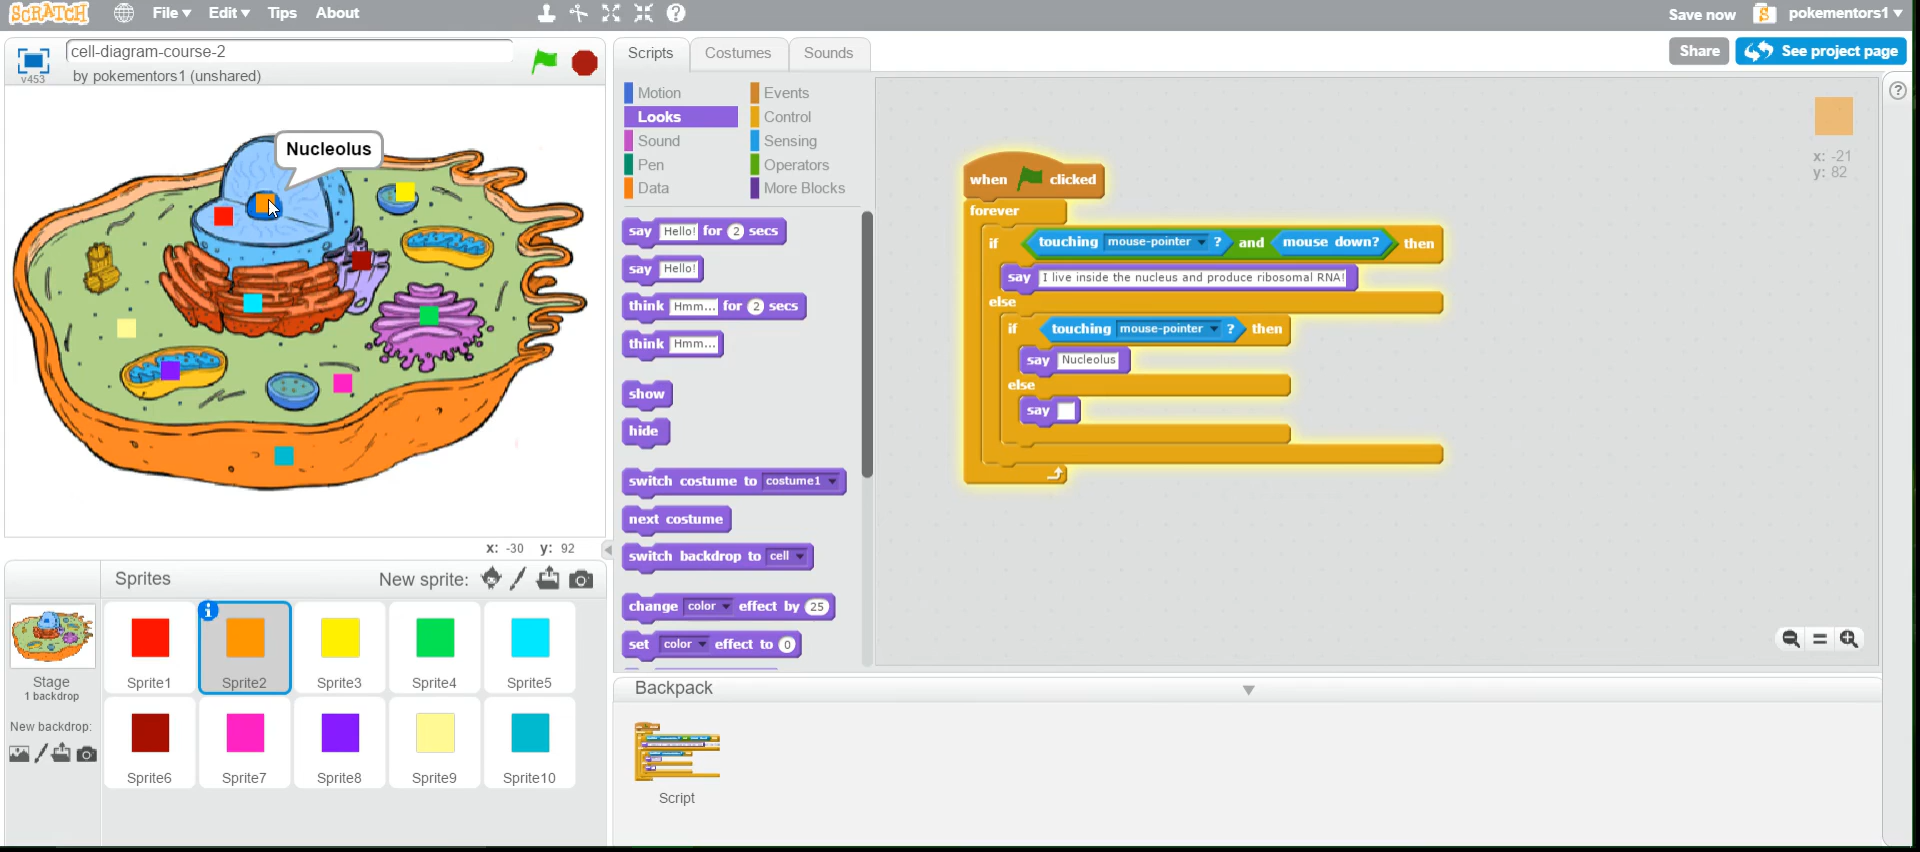 SCRATCH File Edit Tips About Save now pokementors1
v453
cell-diagram-course-2
by pokementors1 (unshared)
Scripts Costumes Sounds
Share See project page
Nucleolus
Motion Events
Looks Control
Sound Sensing
Pen Operators
Data More Blocks
say Hello! for 2 secs
say Hello!
think Hmm... for 2 secs
think Hmm...
show
hide
switch costume to costume1
next costume
switch backdrop to cell
change color effect by 25
set color effect to 0
when clicked
forever
if touching mouse-pointer ? and mouse down? then
say I live inside the nucleus and produce ribosomal RNA!
else
if touching mouse-pointer ? then
say Nucleolus
else
say
x: -21
y: 82
x: -30 y: 92
Sprites New sprite:
Stage
1 backdrop
New backdrop:
Sprite1 Sprite2 Sprite3 Sprite4 Sprite5
Sprite6 Sprite7 Sprite8 Sprite9 Sprite10
Backpack
Script